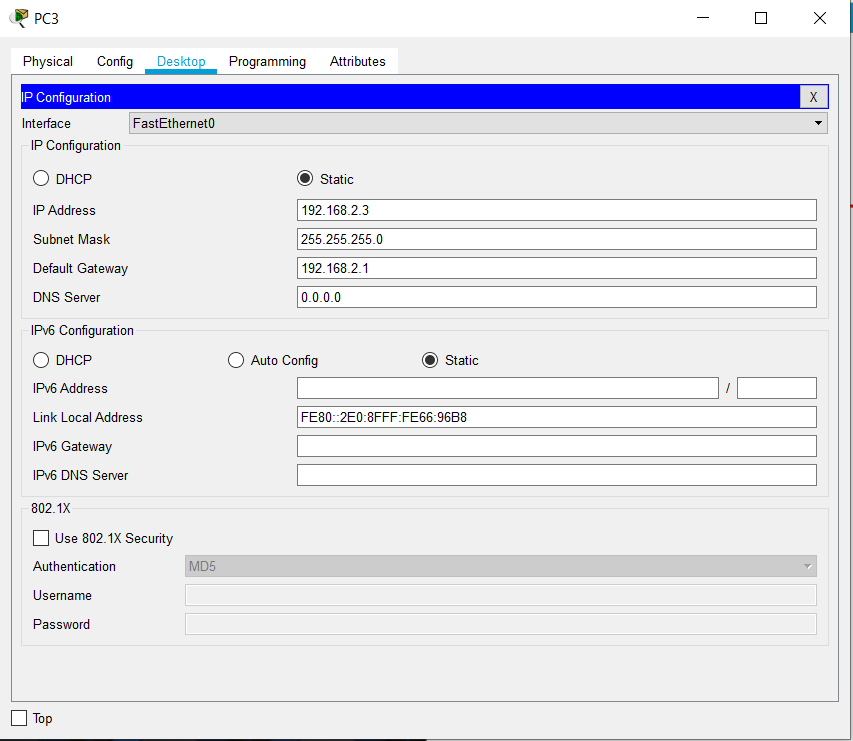 PC3
Physical Config Desktop Programming Attributes
IP Configuration X
Interface FastEthernet0
IP Configuration
DHCP Static
IP Address 192.168.2.3
Subnet Mask 255.255.255.0
Default Gateway 192.168.2.1
DNS Server 0.0.0.0
IPv6 Configuration
DHCP Auto Config Static
IPv6 Address /
Link Local Address FE80::2E0:8FFF:FE66:96B8
IPv6 Gateway
IPv6 DNS Server
802.1X
Use 802.1X Security
Authentication MD5
Username
Password
Top